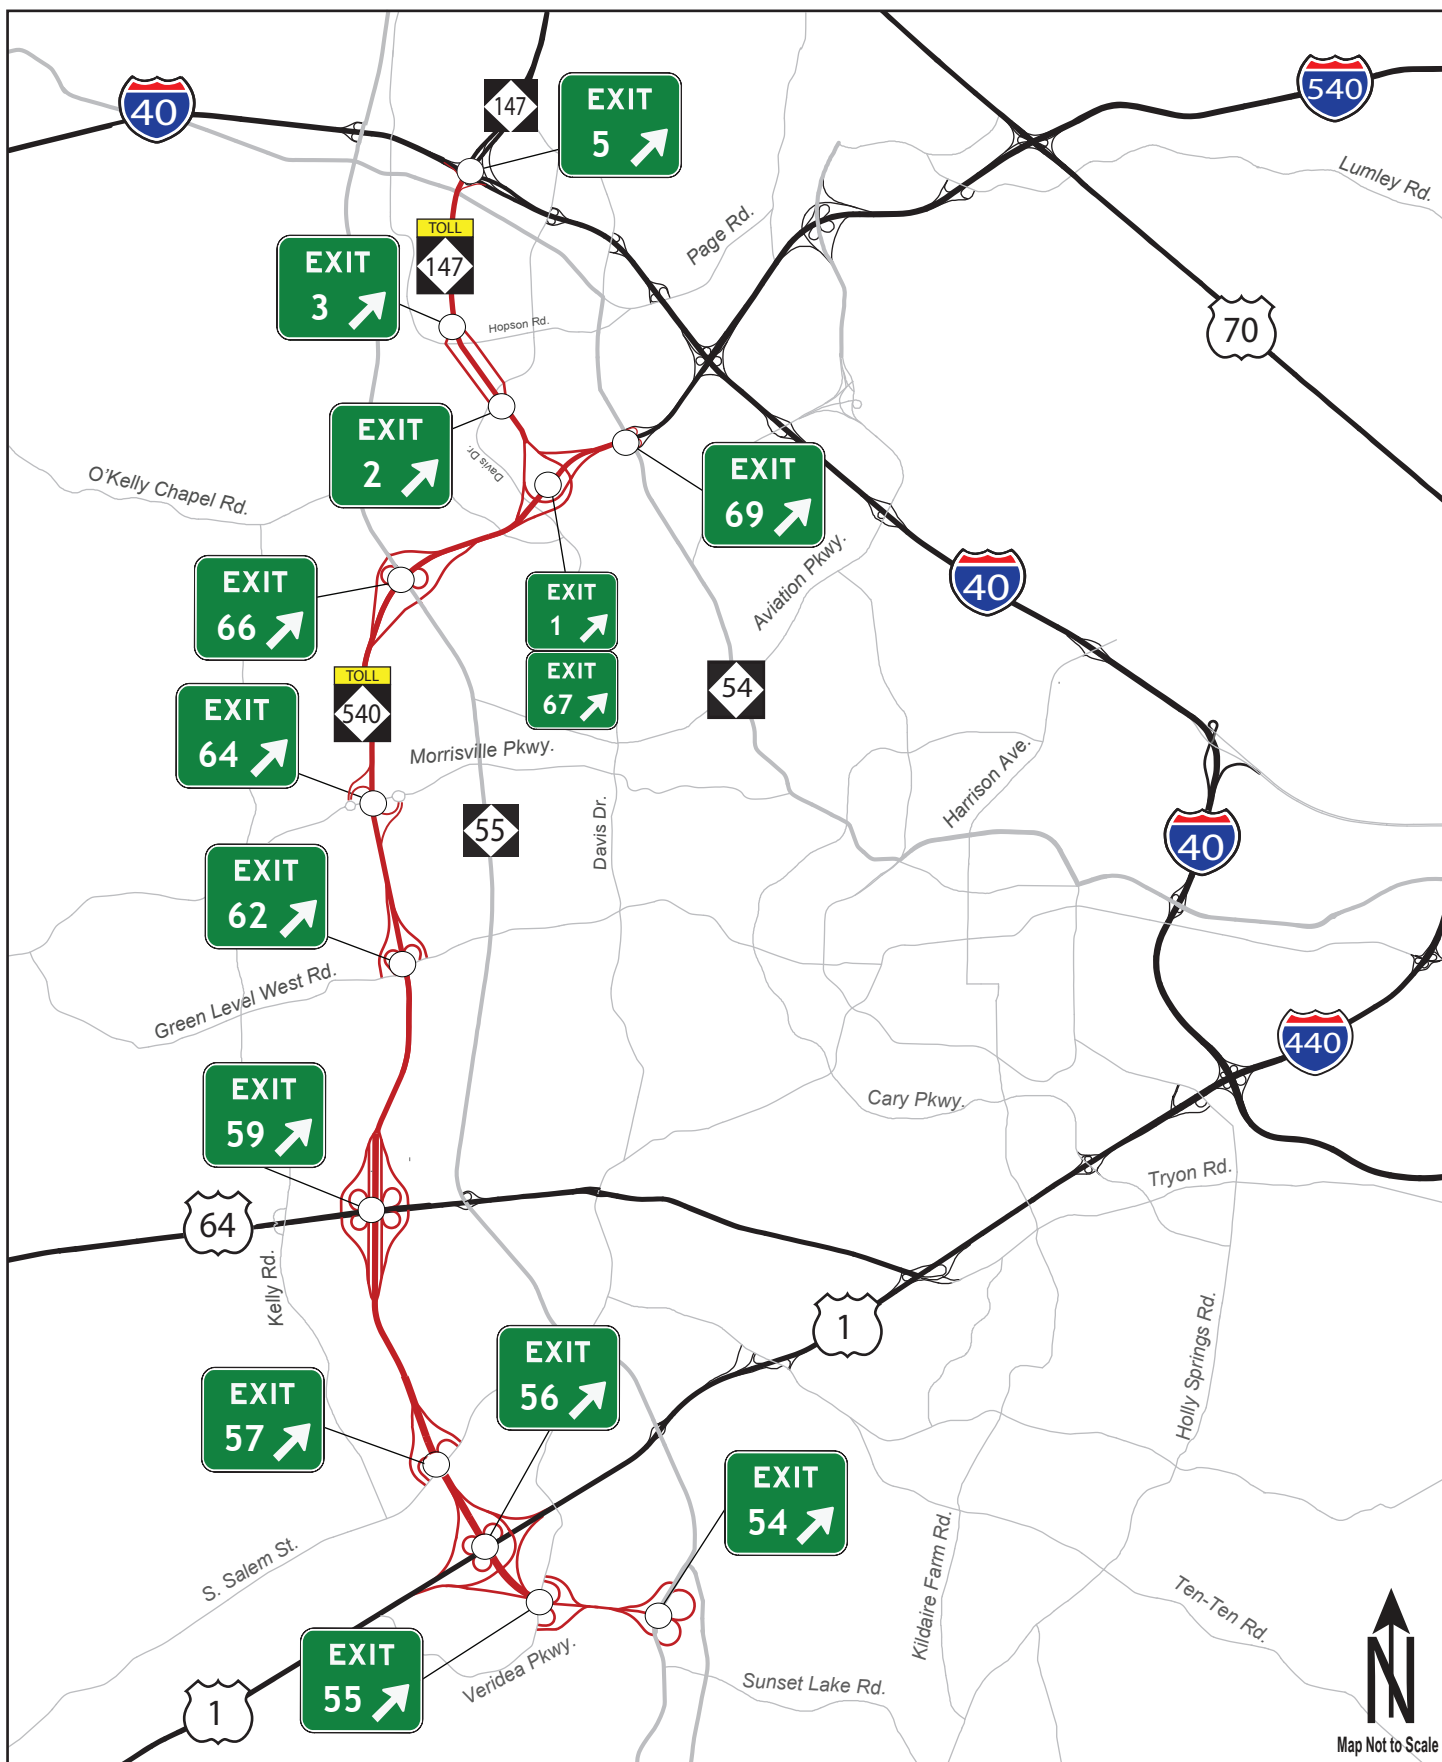 540
147
EXIT
5
40
Lumley Rd.
Page Rd.
TOLL
147
EXIT
3
Hopson Rd.
70
EXIT
2
Davis Dr.
EXIT
69
O'Kelly Chapel Rd.
Aviation Pkwy.
40
EXIT
66
EXIT
1
EXIT
67
TOLL
540
54
EXIT
64
Morrisville Pkwy.
Harrison Ave.
55
Davis Dr.
40
EXIT
62
Green Level West Rd.
440
EXIT
59
Cary Pkwy.
Tryon Rd.
64
Kelly Rd.
1
Holly Springs Rd.
EXIT
56
EXIT
57
EXIT
54
S. Salem St.
Kildaire Farm Rd.
Ten-Ten Rd.
EXIT
55
Veridea Pkwy.
Sunset Lake Rd.
1
N
Map Not to Scale